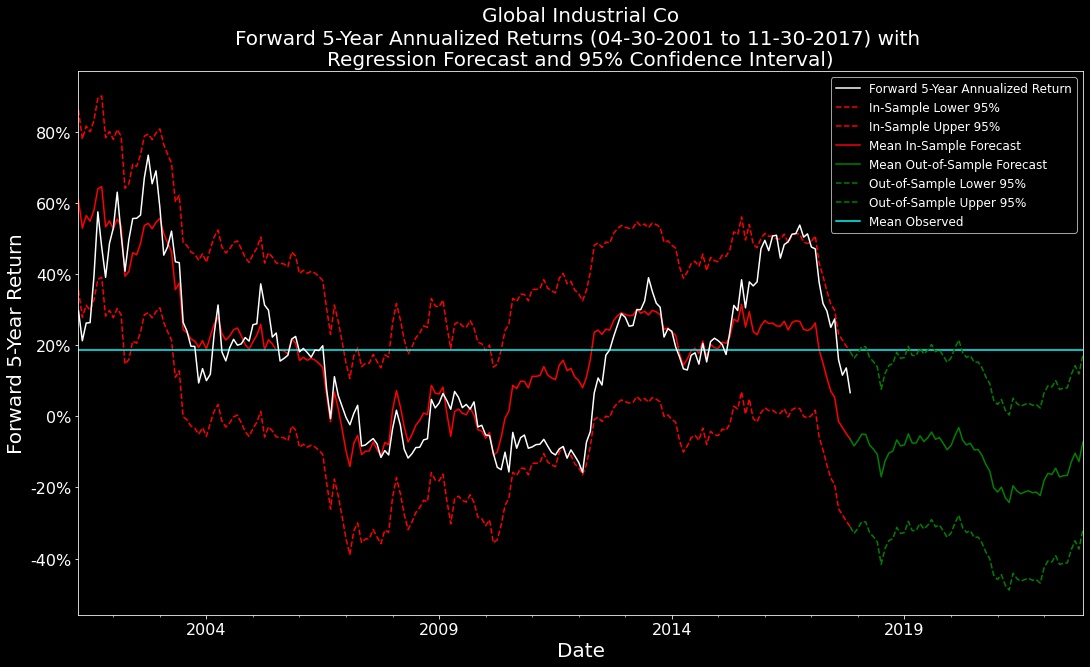 Global Industrial Co
Forward 5-Year Annualized Returns (04-30-2001 to 11-30-2017) with
Regression Forecast and 95% Confidence Interval)
Forward 5-Year Annualized Return
In-Sample Lower 95%
In-Sample Upper 95%
Mean In-Sample Forecast
Mean Out-of-Sample Forecast
Out-of-Sample Lower 95%
Out-of-Sample Upper 95%
Mean Observed
Forward 5-Year Return
80%
60%
40%
20%
0%
-20%
-40%
2004
2009
2014
2019
Date